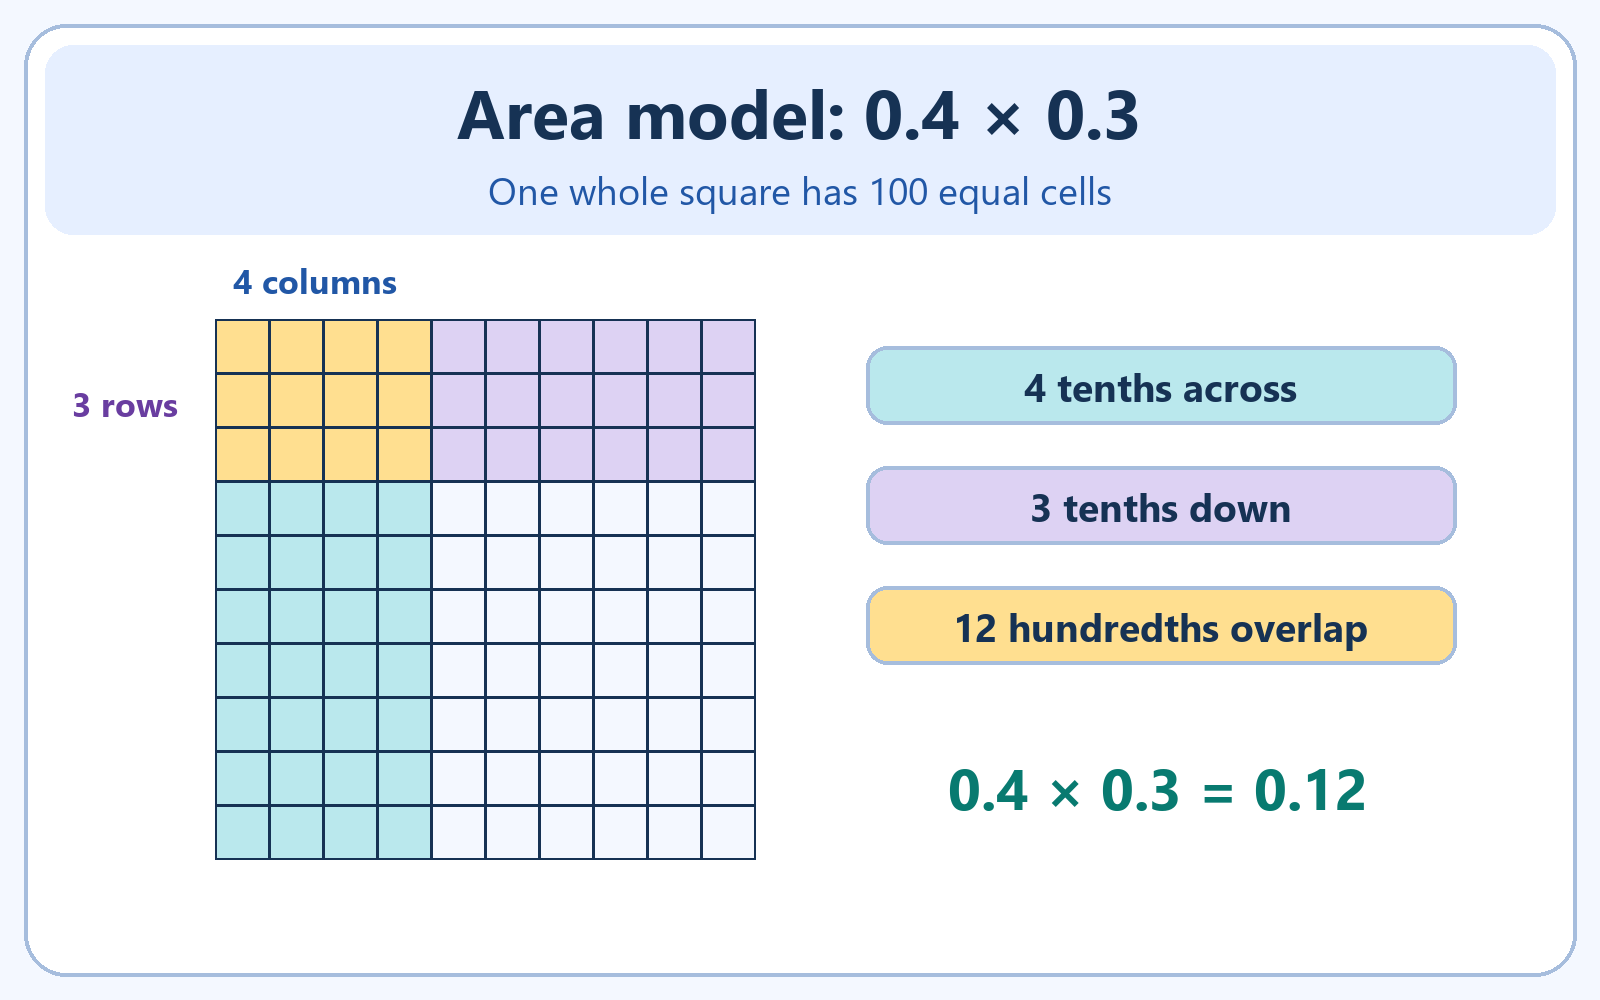 Area model: 0.4 × 0.3
One whole square has 100 equal cells
4 columns
3 rows
4 tenths across
3 tenths down
12 hundredths overlap
0.4 × 0.3 = 0.12